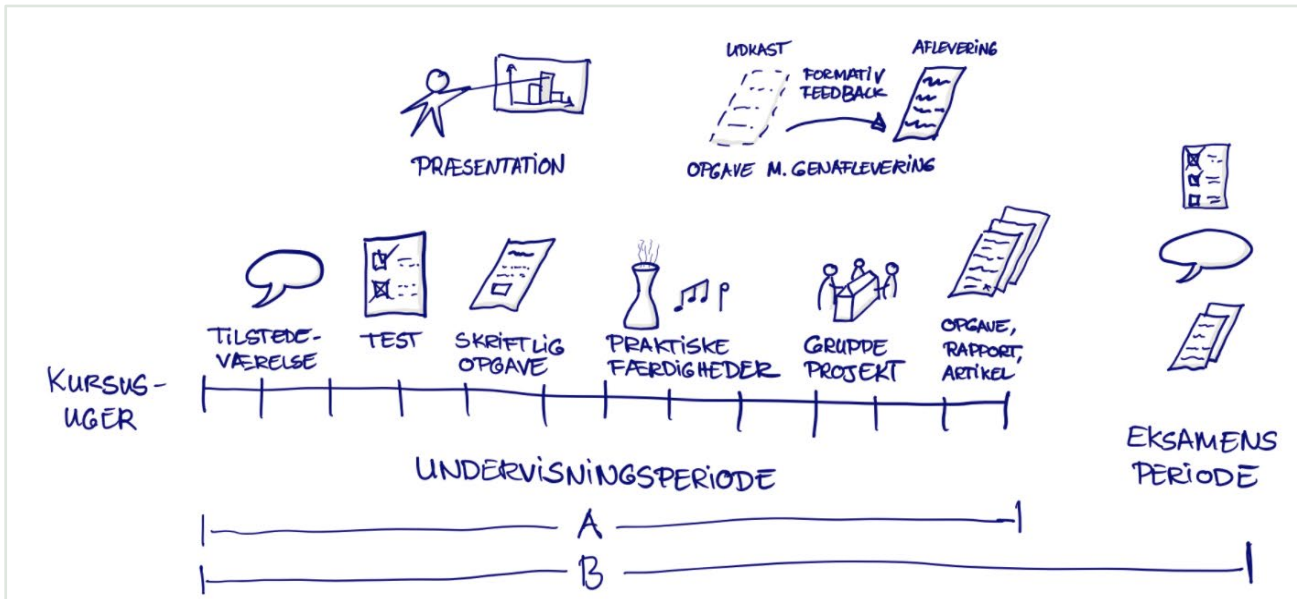 UDKAST
AFLEVERING
FORMATIV
FEEDBACK
PRÆSENTATION
OPGAVE M. GENAFLEVERING
TILSTEDE-
VÆRELSE
TEST
SKRIFTLIG
OPGAVE
PRAKTISKE
FÆRDIGHEDER
GRUPPE
PROJEKT
OPGAVE,
RAPPORT,
ARTIKEL
KURSUS-
UGER
UNDERVISNINGSPERIODE
EKSAMENS
PERIODE
A
B